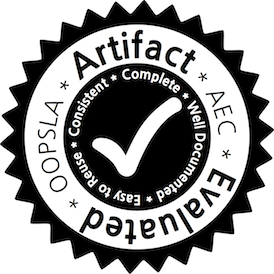 Artifact
* AEC *
Evaluated
* OOPSLA *
Consistent * Complete * Well Documented * Easy to Reuse *